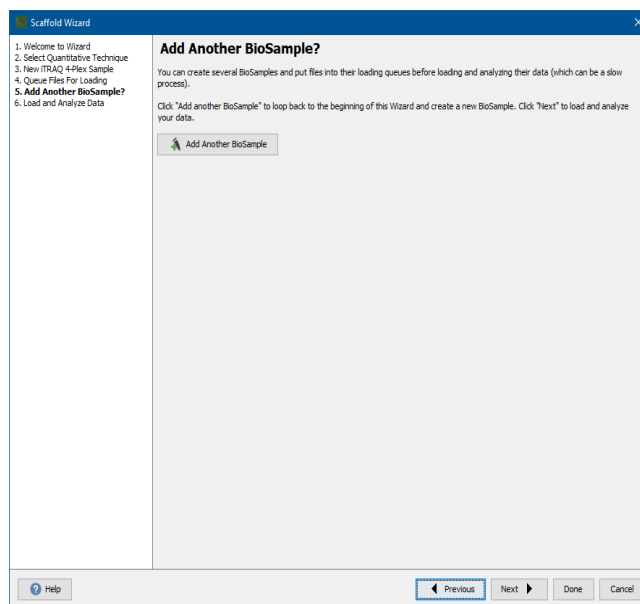 Scaffold Wizard
1. Welcome to Wizard
2. Select Quantitative Technique
3. New iTRAQ 4-Plex Sample
4. Queue Files For Loading
5. Add Another BioSample?
6. Load and Analyze Data
Add Another BioSample?
You can create several BioSamples and put files into their loading queues before loading and analyzing their data (which can be a slow
process).
Click "Add another BioSample" to loop back to the beginning of this Wizard and create a new BioSample. Click "Next" to load and analyze
your data.
Add Another BioSample
Help
Previous
Next
Done
Cancel